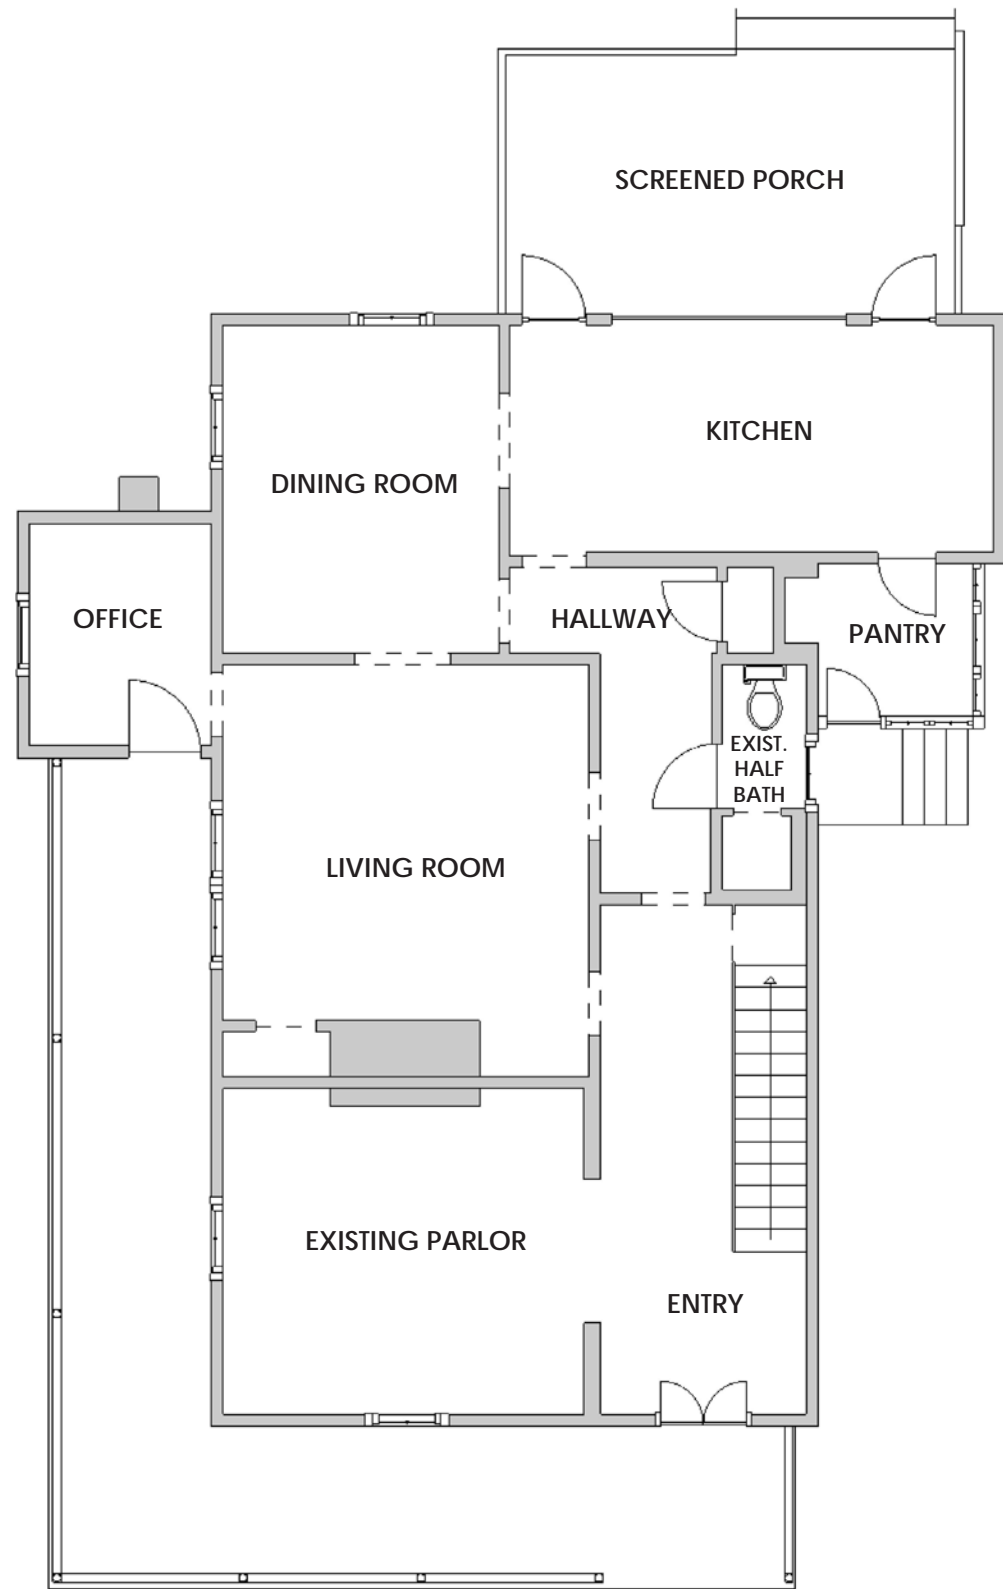 SCREENED PORCH
KITCHEN
DINING ROOM
OFFICE
HALLWAY
PANTRY
EXIST.
HALF
BATH
LIVING ROOM
EXISTING PARLOR
ENTRY